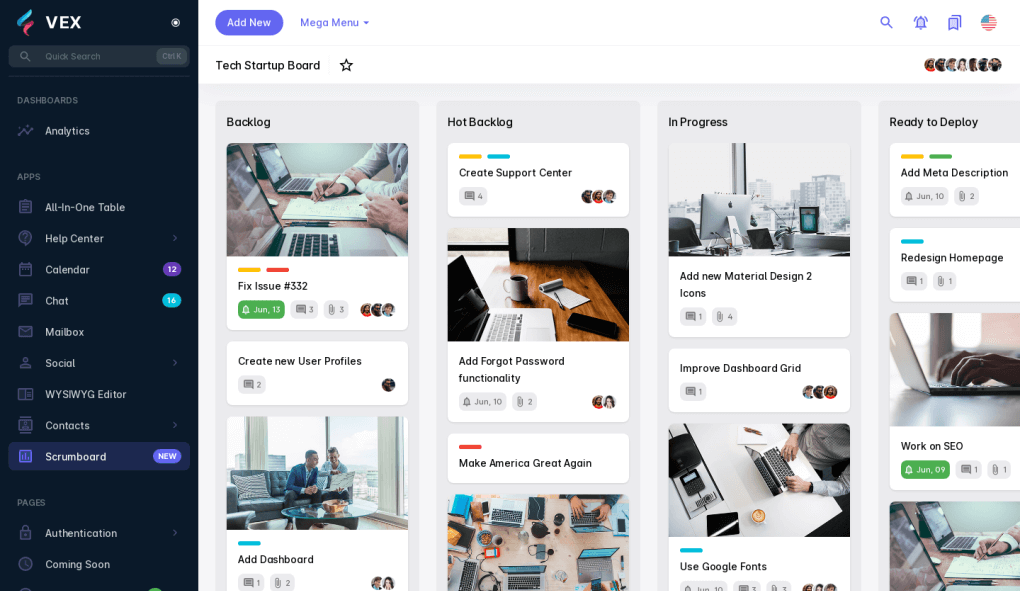 VEX
Quick Search
Ctrl K
DASHBOARDS
Analytics
APPS
All-In-One Table
Help Center
Calendar
12
Chat
16
Mailbox
Social
WYSIWYG Editor
Contacts
Scrumboard
NEW
PAGES
Authentication
Coming Soon
Add New
Mega Menu
Tech Startup Board
Backlog
Fix Issue #332
Jun, 13
3
3
Create new User Profiles
2
Add Dashboard
1
2
Hot Backlog
Create Support Center
4
Add Forgot Password
functionality
Jun, 10
2
Make America Great Again
In Progress
Add new Material Design 2
Icons
1
4
Improve Dashboard Grid
1
Use Google Fonts
Jun, 10
3
3
Ready to Deploy
Add Meta Description
Jun, 10
2
Redesign Homepage
1
1
Work on SEO
Jun, 09
1
1